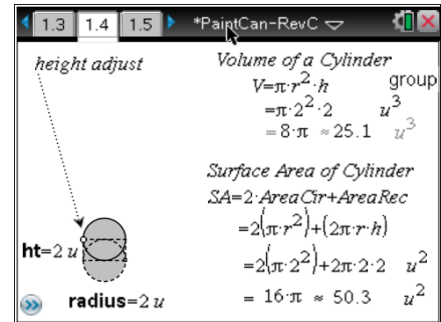 1.3 1.4 1.5 *PaintCan-RevC
height adjust
Volume of a Cylinder
V=π·r²·h group
=π·2²·2 u³
=8·π ≈25.1 u³
Surface Area of Cylinder
SA=2·AreaCir+AreaRec
=2(π·r²)+(2π·r·h)
=2(π·2²)+2π·2·2 u²
= 16·π ≈ 50.3 u²
ht=2 u
radius=2 u